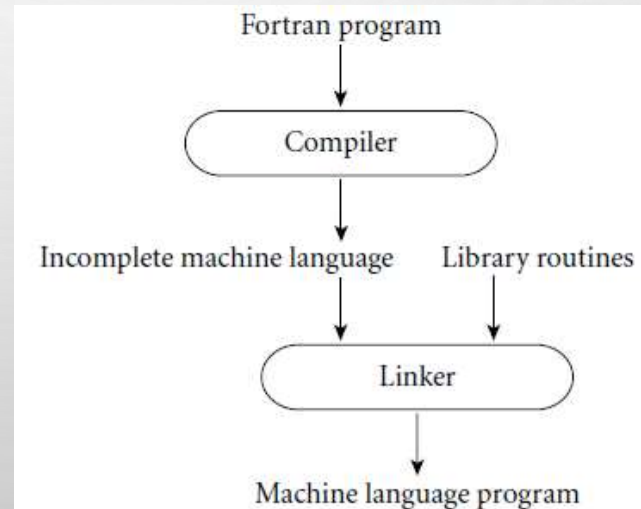 Fortran program
Compiler
Incomplete machine language Library routines
Linker
Machine language program